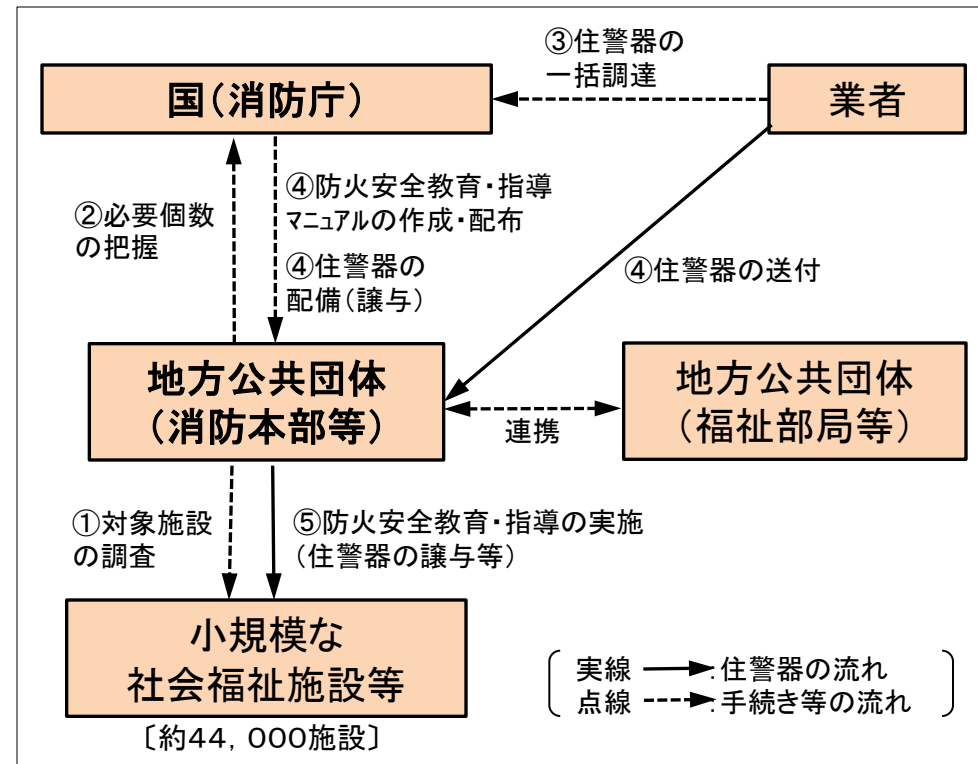 ③住警器の
一括調達
国(消防庁)
業者
④防火安全教育・指導
マニュアルの作成・配布
②必要個数
の把握
④住警器の
配備(譲与)
④住警器の送付
地方公共団体
(消防本部等)
連携
地方公共団体
(福祉部局等)
①対象施設
の調査
⑤防火安全教育・指導の実施
(住警器の譲与等)
小規模な
社会福祉施設等
〔約44,000施設〕
実線 :住警器の流れ
点線 :手続き等の流れ